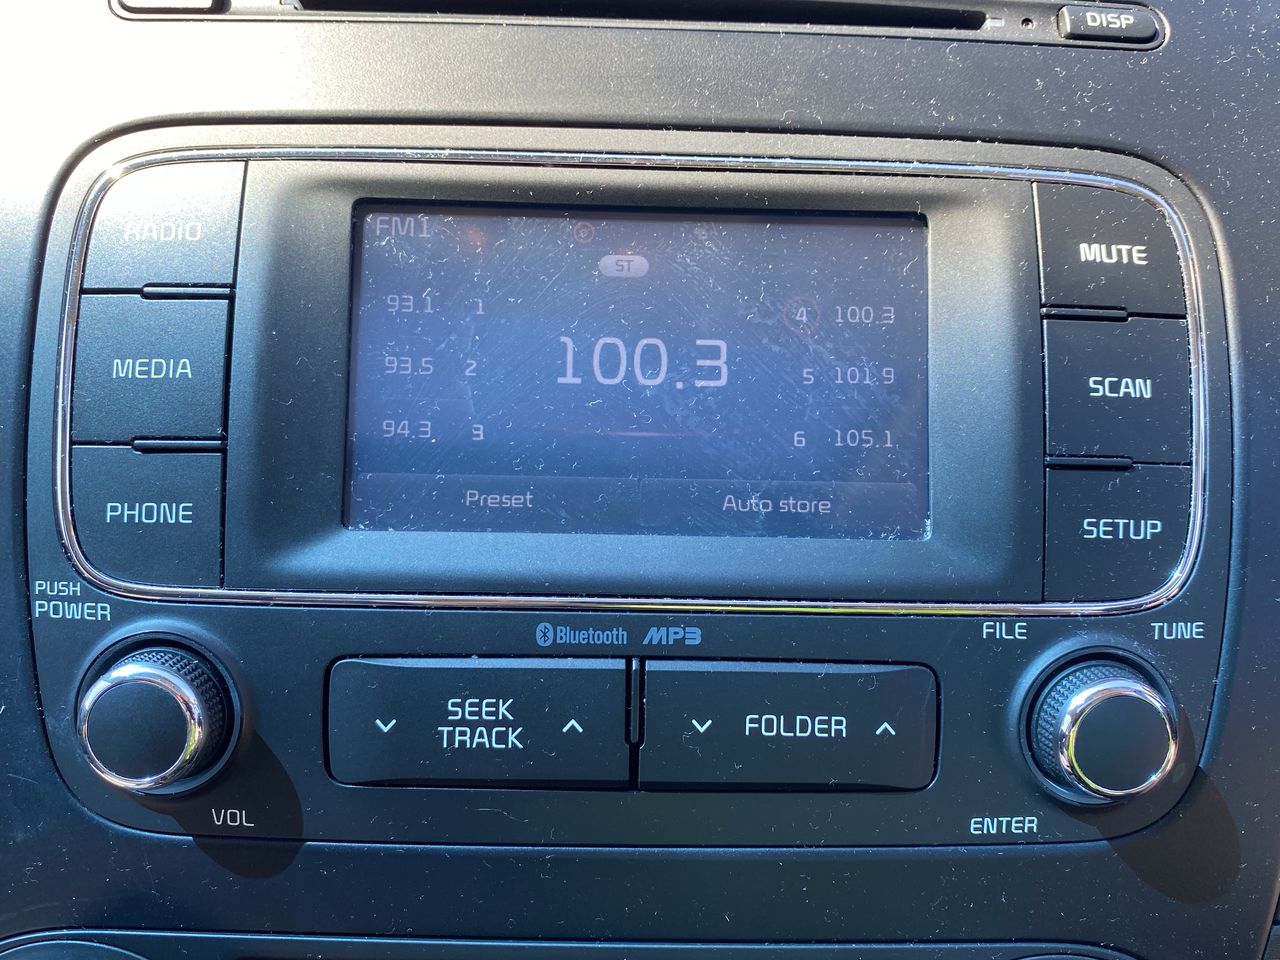 DISP
RADIO
MEDIA
PHONE
FM1
ST
93.1 1
93.5 2
94.3 3
100.3
4 100.3
5 101.9
6 105.1
Preset
Auto store
MUTE
SCAN
SETUP
PUSH
POWER
VOL
Bluetooth MP3
SEEK
TRACK
FOLDER
FILE
TUNE
ENTER